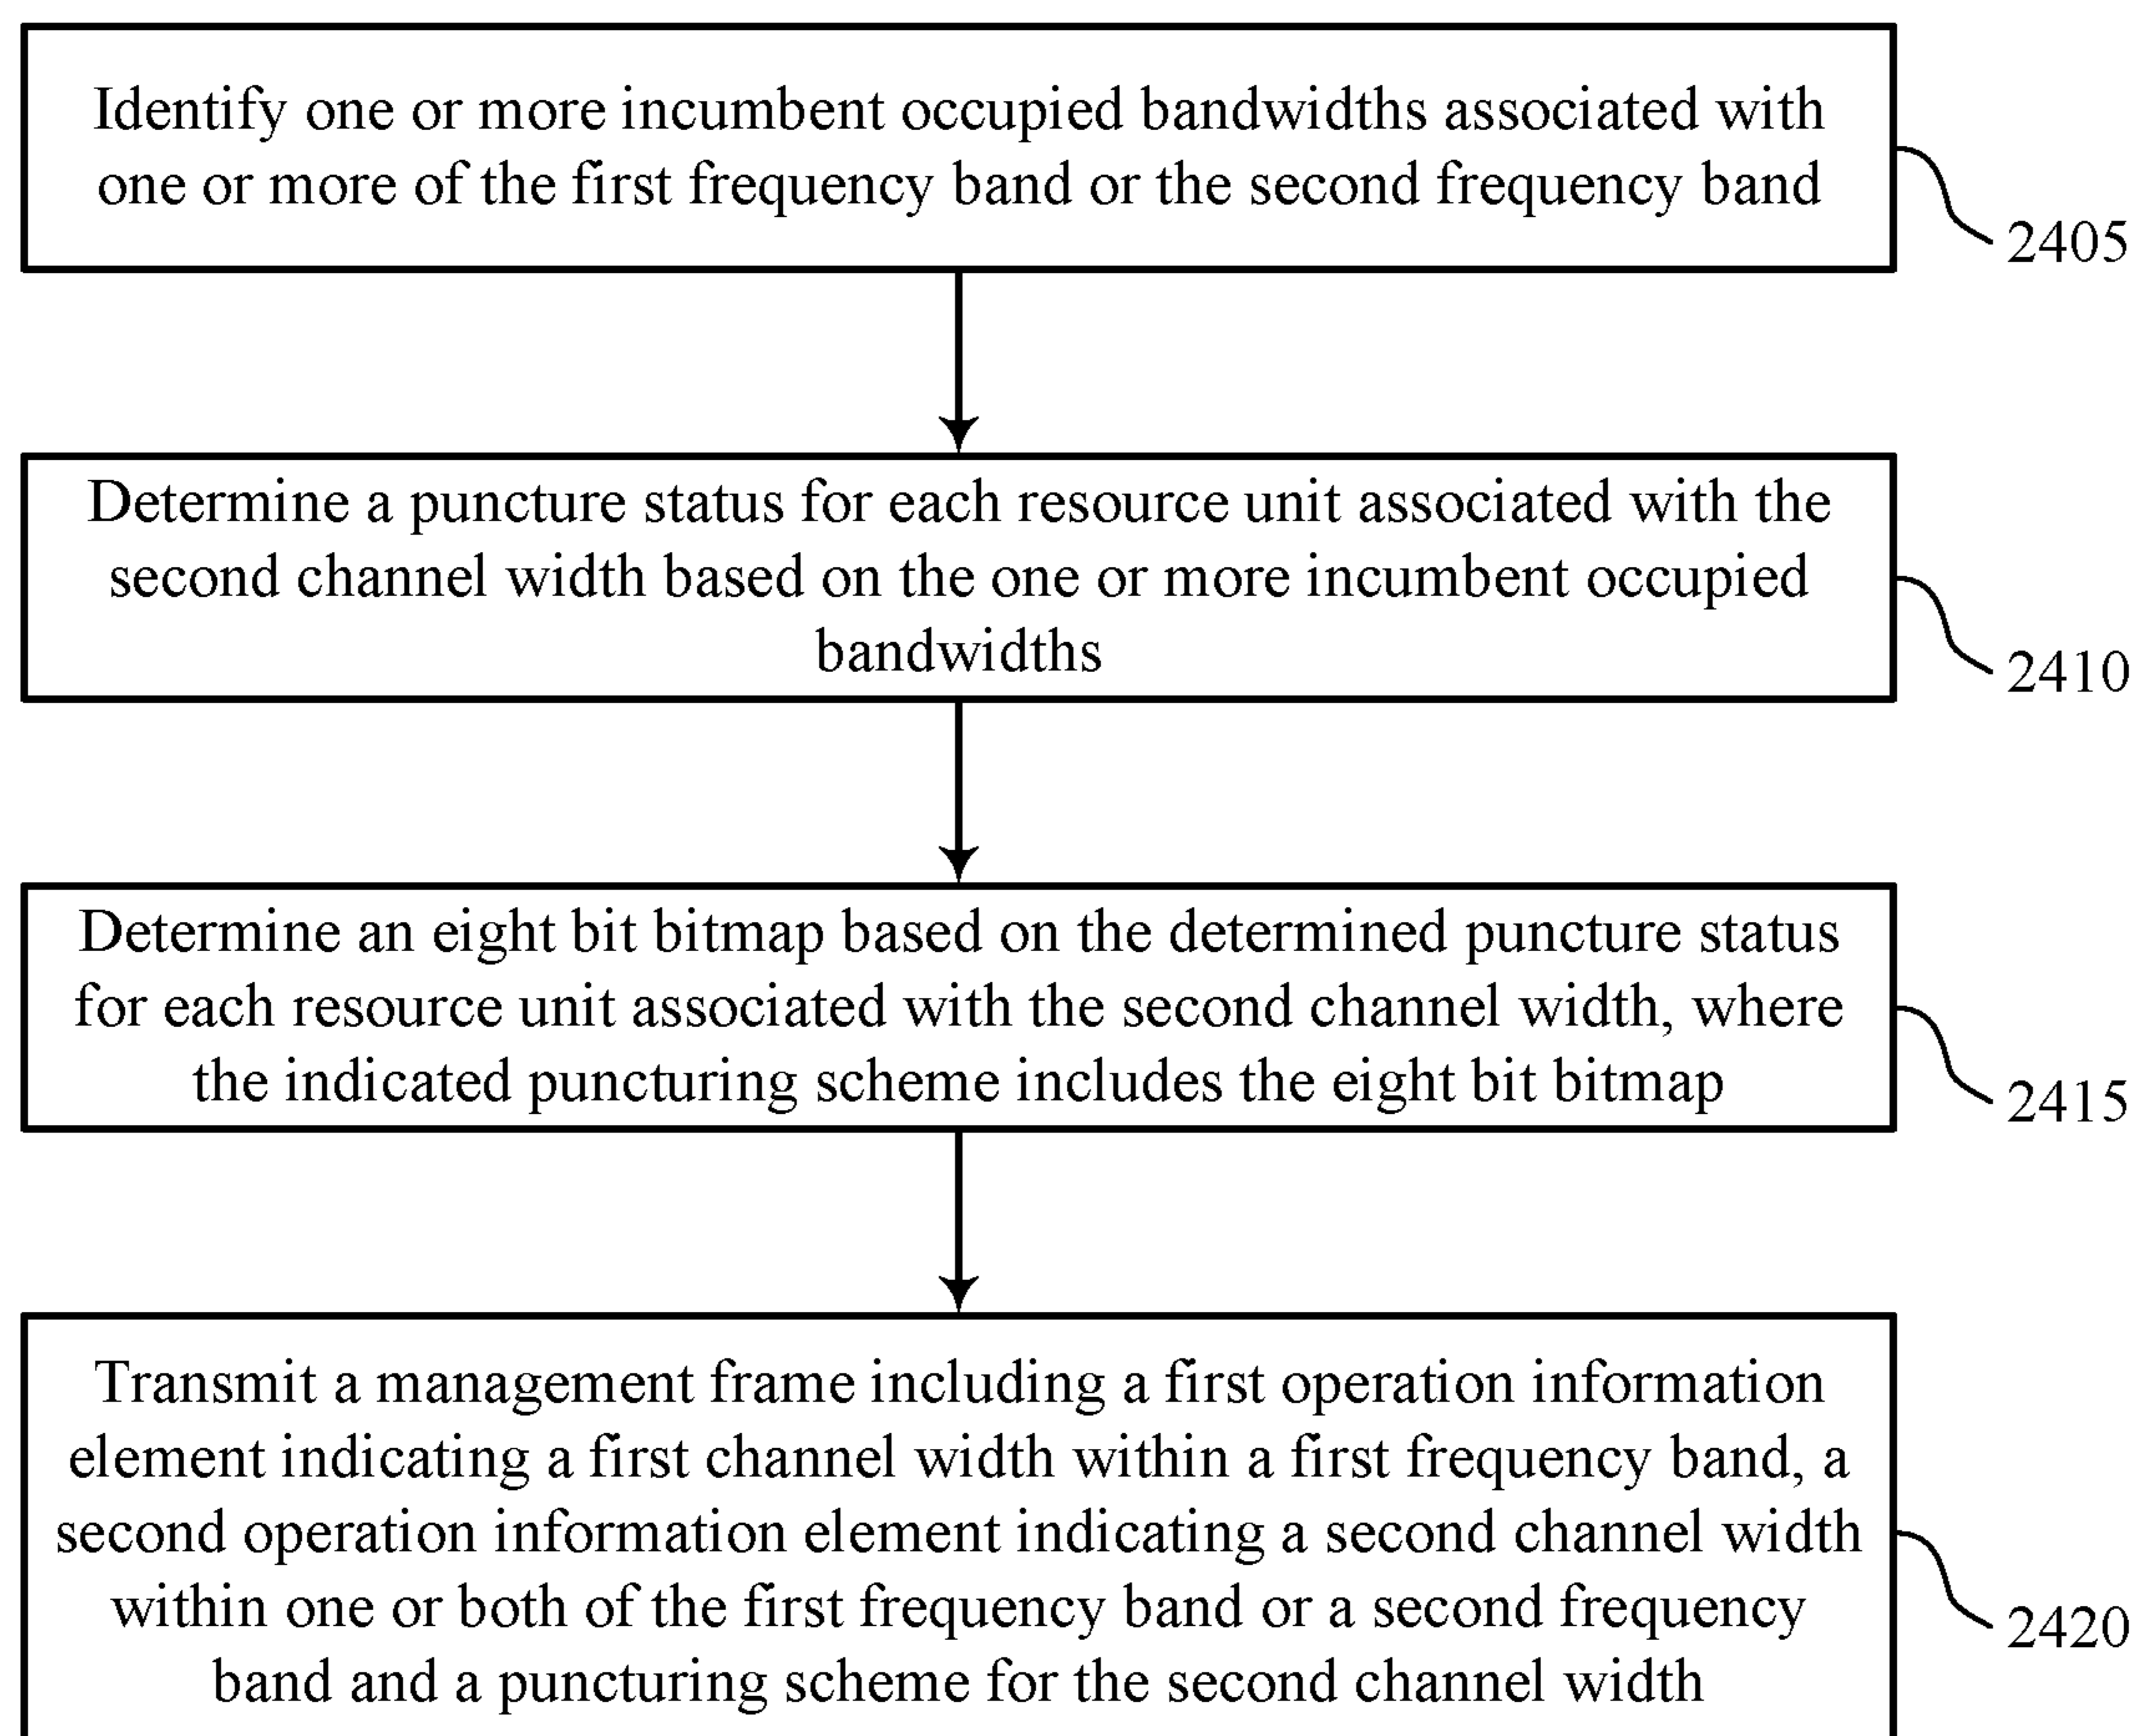 Identify one or more incumbent occupied bandwidths associated with
one or more of the first frequency band or the second frequency band
2405
Determine a puncture status for each resource unit associated with the
second channel width based on the one or more incumbent occupied
bandwidths
2410
Determine an eight bit bitmap based on the determined puncture status
for each resource unit associated with the second channel width, where
the indicated puncturing scheme includes the eight bit bitmap
2415
Transmit a management frame including a first operation information
element indicating a first channel width within a first frequency band, a
second operation information element indicating a second channel width
within one or both of the first frequency band or a second frequency
band and a puncturing scheme for the second channel width
2420